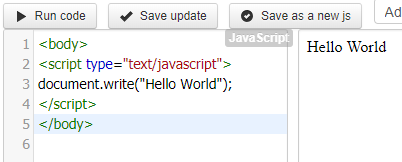 Run code Save update Save as a new js Ad
JavaScript
1 <body>
2 <script type="text/javascript">
3 document.write("Hello World");
4 </script>
5 </body>
Hello World